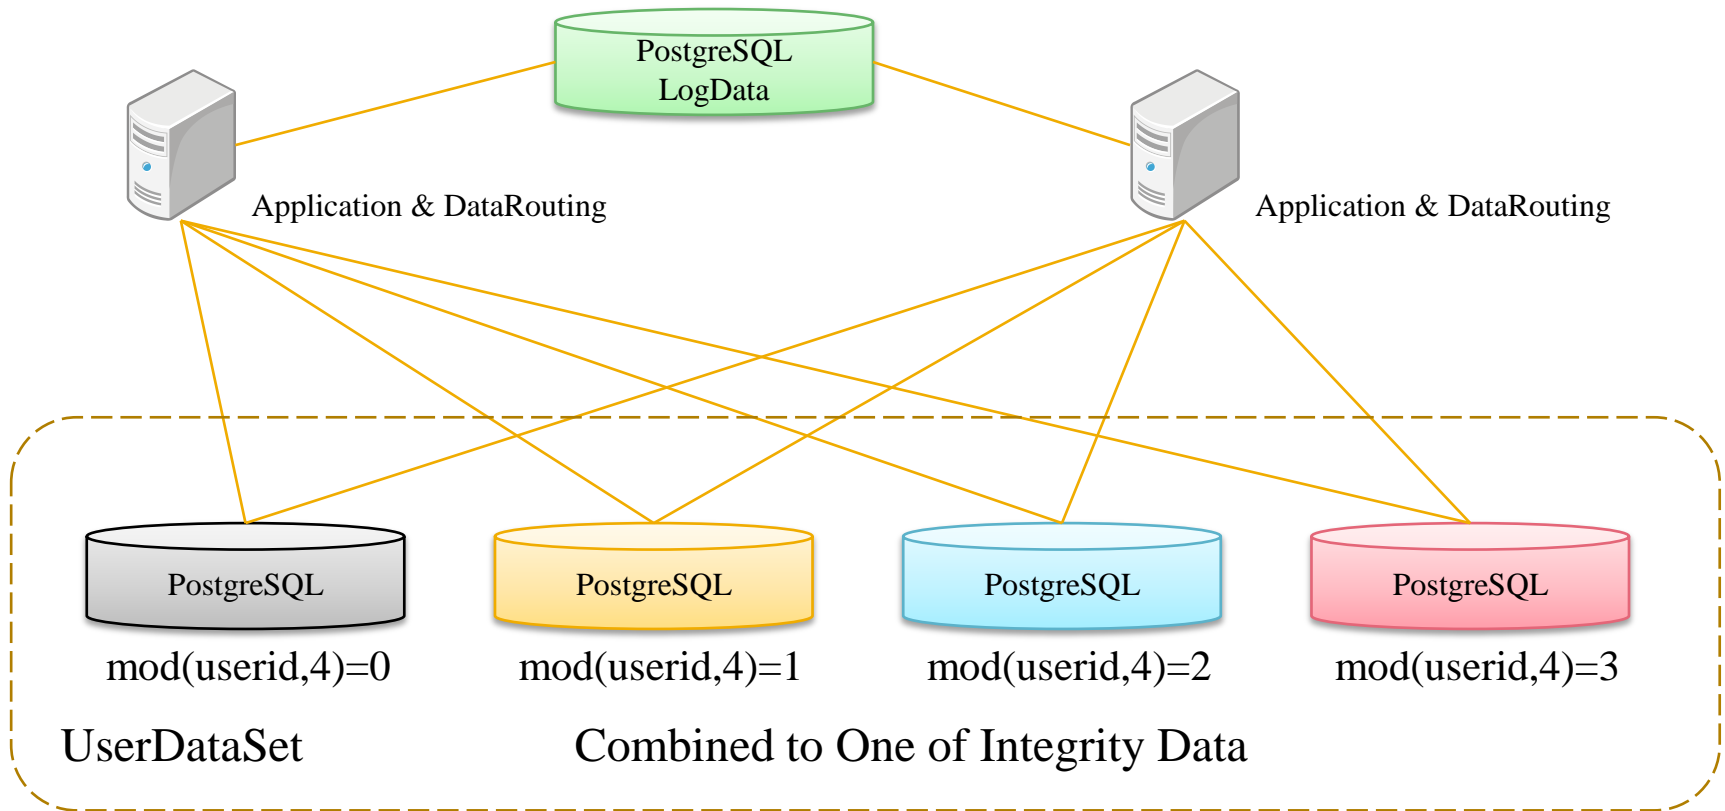 PostgreSQL
LogData
Application & DataRouting
Application & DataRouting
PostgreSQL
PostgreSQL
PostgreSQL
PostgreSQL
mod(userid,4)=0
mod(userid,4)=1
mod(userid,4)=2
mod(userid,4)=3
UserDataSet
Combined to One of Integrity Data